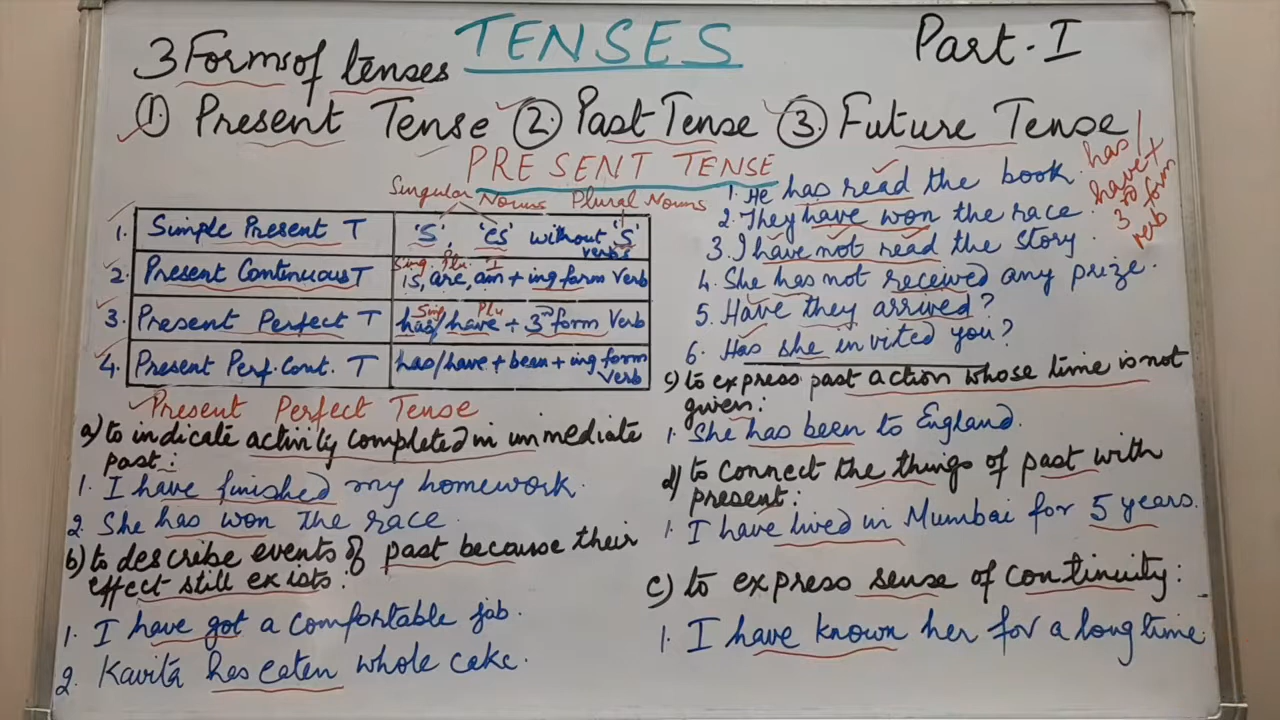 TENSES
Part-I
3 Forms of tenses
① Present Tense ② Past Tense ③ Future Tense
PRESENT TENSE
Singular Nouns Plural Nouns
1. Simple Present T 'S', 'es' without 'S' verb's
Sing. Plu. I
2. Present Continuous T is, are, am + ing form Verb
Sing Plu
3. Present Perfect T has/have + 3rd form Verb
4. Present Perf. Cont. T has/have + been + ing form Verb
Present Perfect Tense
a) to indicate activity completed in immediate
past:
1. I have finished my homework.
2. She has won the race.
b) to describe events of past because their
effect still exists:
1. I have got a comfortable job.
2. Kavita has eaten whole cake.
1. He has read the book.
2. They have won the race.
3. I have not read the story.
4. She has not received any prize.
5. Have they arrived?
6. Has she invited you?
has/
have +
3rd form
verb
c) to express past action whose time is not
given:
1. She has been to England.
d) to connect the things of past with
present:
1. I have lived in Mumbai for 5 years.
c) to express sense of continuity:
1. I have known her for a long time